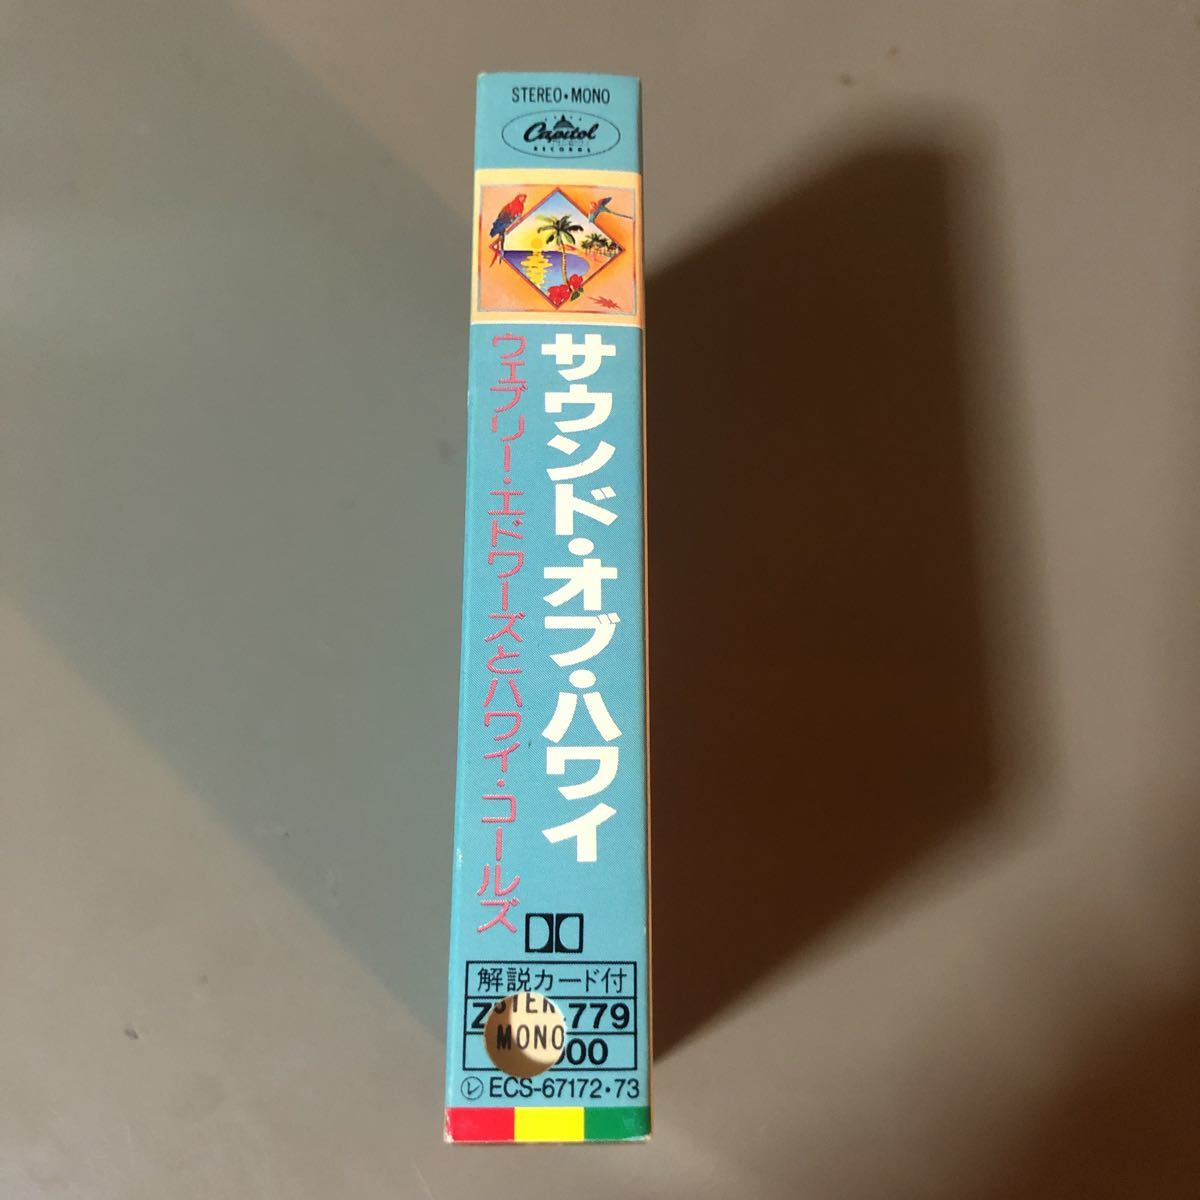 STEREO・MONO
Capitol
RECORDS
サウンド・オブ・ハワイ
ウェブリー・エドワーズとハワイ・コールズ
解説カード付
Z 779
MONO 00
Ⓛ ECS-67172・73